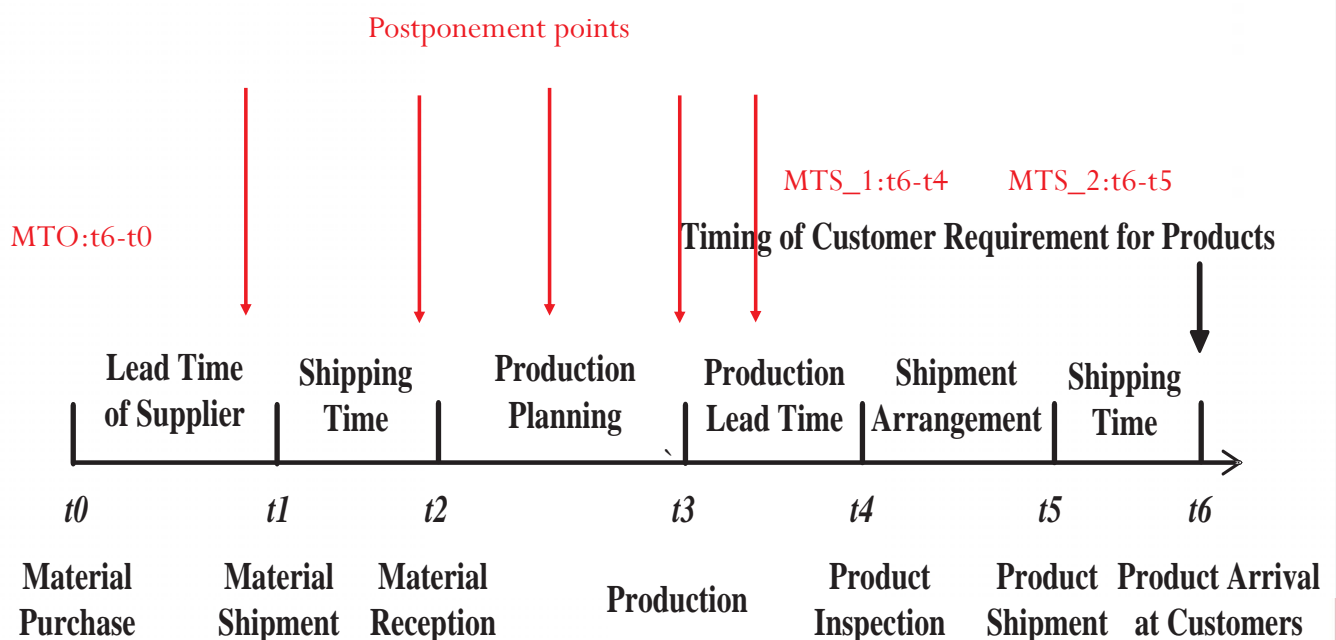 Postponement points
MTS_1:t6-t4 MTS_2:t6-t5
MTO:t6-t0
Timing of Customer Requirement for Products
Lead Time
of Supplier
Shipping
Time
Production
Planning
Production
Lead Time
Shipment
Arrangement
Shipping
Time
`
t0 t1 t2 t3 t4 t5 t6
Material
Purchase
Material
Shipment
Material
Reception
Production
Product
Inspection
Product
Shipment
Product Arrival
at Customers